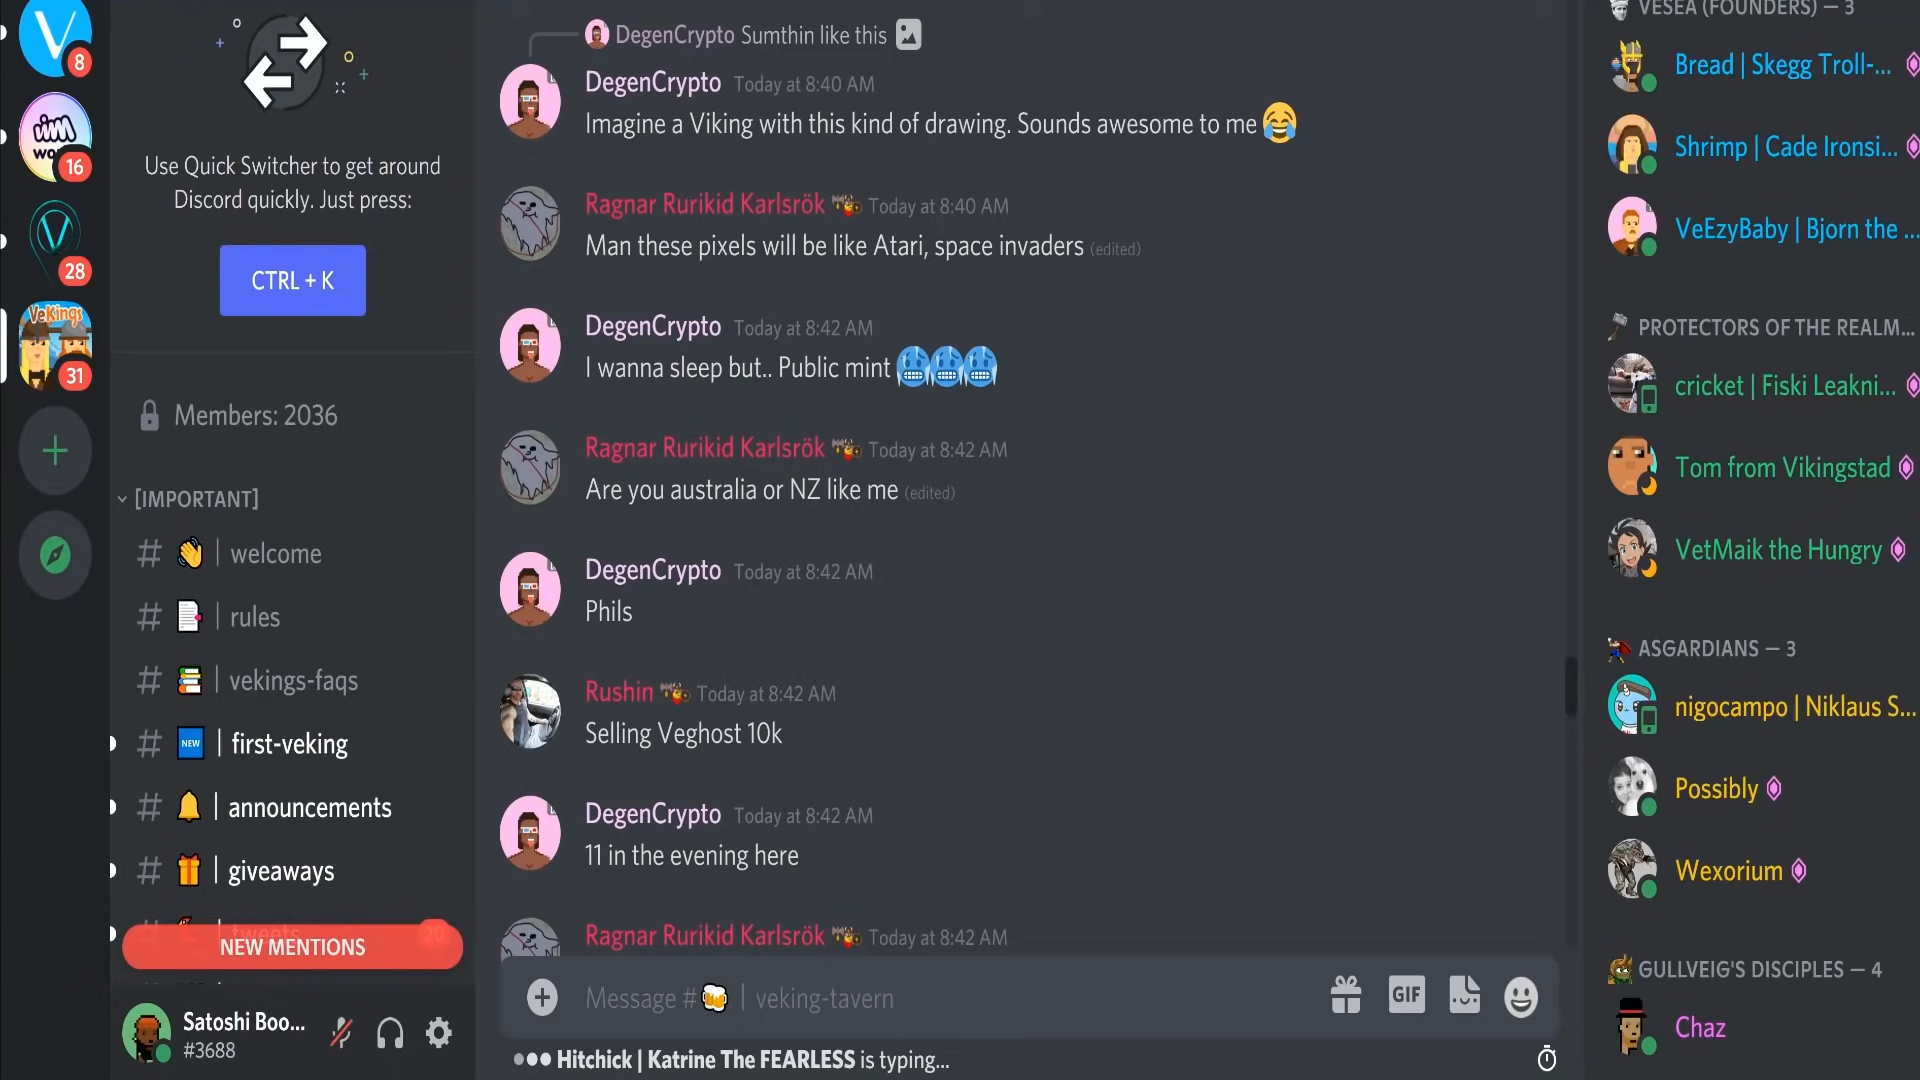 8
vim
wo
16
28
VeKings
31
Use Quick Switcher to get around
Discord quickly. Just press:
CTRL + K
Members: 2036
[IMPORTANT]
# 👋 | welcome
# | rules
# 📚 | vekings-faqs
# NEW | first-veking
# 🔔 | announcements
# 🎁 | giveaways
# | tweets 20
NEW MENTIONS
Satoshi Boo...
#3688
DegenCrypto Sumthin like this
DegenCrypto Today at 8:40 AM
Imagine a Viking with this kind of drawing. Sounds awesome to me 😂
Ragnar Rurikid Karlsrök Today at 8:40 AM
Man these pixels will be like Atari, space invaders (edited)
DegenCrypto Today at 8:42 AM
I wanna sleep but.. Public mint 🥶🥶🥶
Ragnar Rurikid Karlsrök Today at 8:42 AM
Are you australia or NZ like me (edited)
DegenCrypto Today at 8:42 AM
Phils
Rushin Today at 8:42 AM
Selling Veghost 10k
DegenCrypto Today at 8:42 AM
11 in the evening here
Ragnar Rurikid Karlsrök Today at 8:42 AM
Message #🍻 | veking-tavern
GIF
Hitchick | Katrine The FEARLESS is typing...
VESEA (FOUNDERS) — 3
Bread | Skegg Troll-...
Shrimp | Cade Ironsi...
VeEzyBaby | Bjorn the ...
PROTECTORS OF THE REALM...
cricket | Fiski Leakni...
Tom from Vikingstad
VetMaik the Hungry
ASGARDIANS — 3
nigocampo | Niklaus S...
Possibly
Wexorium
GULLVEIG'S DISCIPLES — 4
Chaz